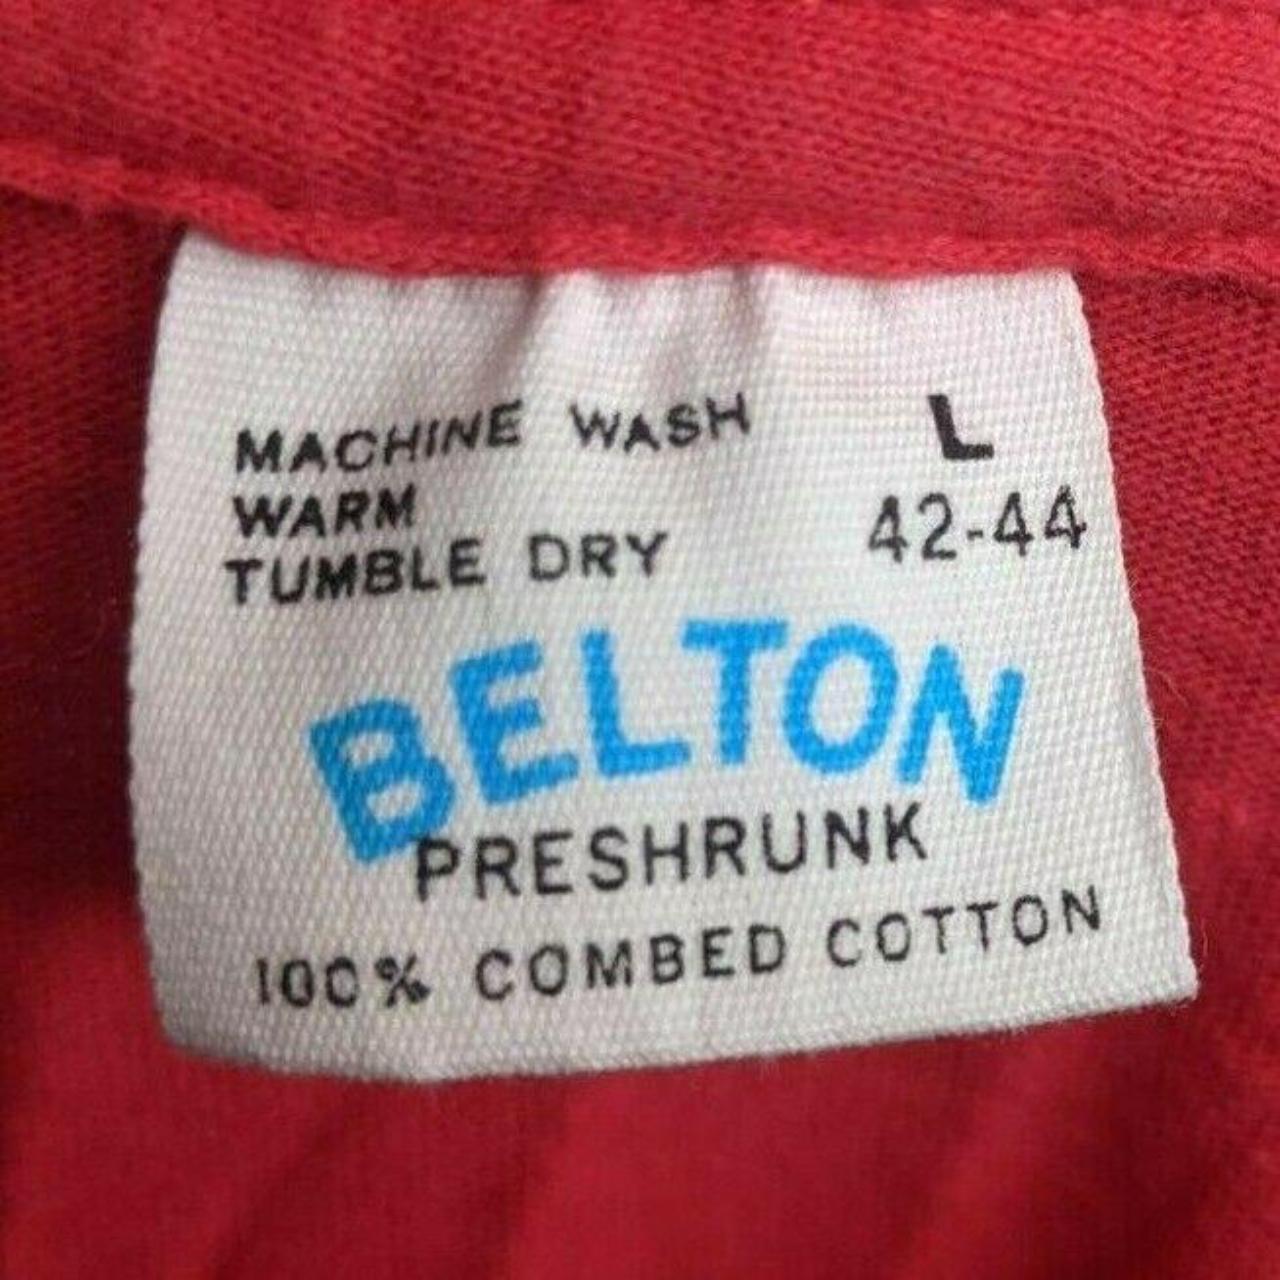 MACHINE WASH
WARM
TUMBLE DRY
L
42-44
BELTON
PRESHRUNK
100% COMBED COTTON